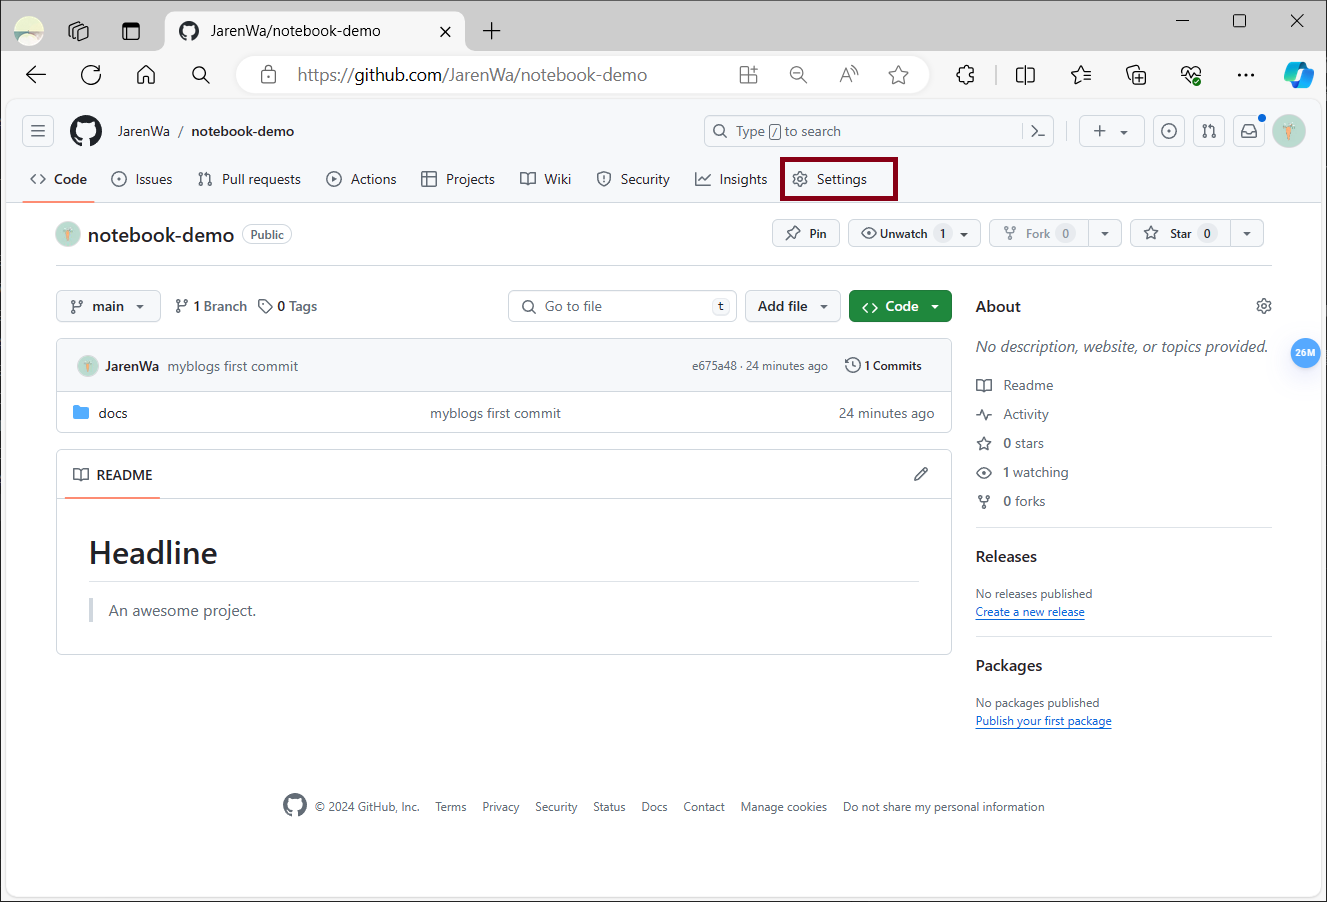 JarenWa/notebook-demo
https://github.com/JarenWa/notebook-demo
JarenWa / notebook-demo
Type / to search
Code Issues Pull requests Actions Projects Wiki Security Insights Settings
notebook-demo Public
Pin Unwatch 1 Fork 0 Star 0
main 1 Branch 0 Tags Go to file t Add file Code
JarenWa myblogs first commit e675a48 · 24 minutes ago 1 Commits
docs myblogs first commit 24 minutes ago
README
Headline
An awesome project.
About
No description, website, or topics provided.
Readme
Activity
0 stars
1 watching
0 forks
Releases
No releases published
Create a new release
Packages
No packages published
Publish your first package
26M
© 2024 GitHub, Inc. Terms Privacy Security Status Docs Contact Manage cookies Do not share my personal information